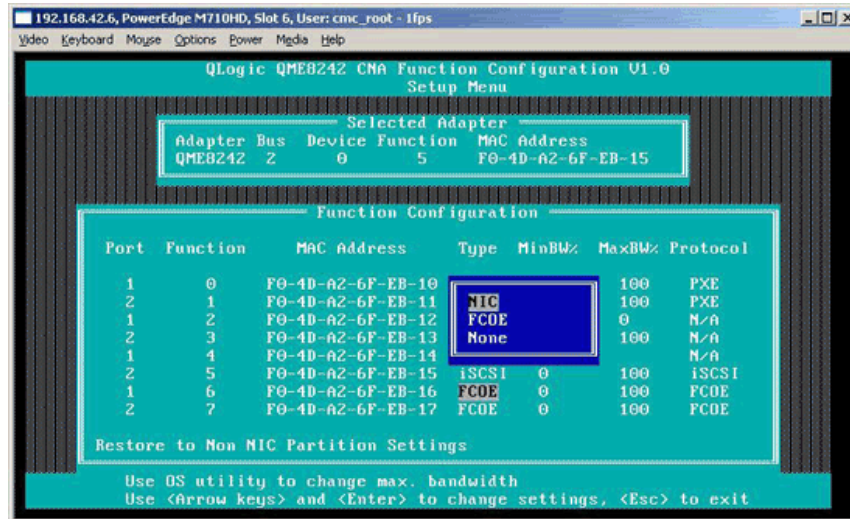 192.168.42.6, PowerEdge M710HD, Slot 6, User: cmc_root - 1fps
Video Keyboard Mouse Options Power Media Help
QLogic QME8242 CNA Function Configuration V1.0
Setup Menu
Selected Adapter
Adapter Bus Device Function MAC Address
QME8242 2 0 5 F0-4D-A2-6F-EB-15
Function Configuration
Port Function MAC Address Type MinBW% MaxBW% Protocol
1 0 F0-4D-A2-6F-EB-10 100 PXE
2 1 F0-4D-A2-6F-EB-11 NIC 100 PXE
1 2 F0-4D-A2-6F-EB-12 FCOE 0 N/A
2 3 F0-4D-A2-6F-EB-13 None 100 N/A
1 4 F0-4D-A2-6F-EB-14 N/A
2 5 F0-4D-A2-6F-EB-15 iSCSI 0 100 iSCSI
1 6 F0-4D-A2-6F-EB-16 FCOE 0 100 FCOE
2 7 F0-4D-A2-6F-EB-17 FCOE 0 100 FCOE
Restore to Non NIC Partition Settings
Use OS utility to change max. bandwidth
Use <Arrow keys> and <Enter> to change settings, <Esc> to exit